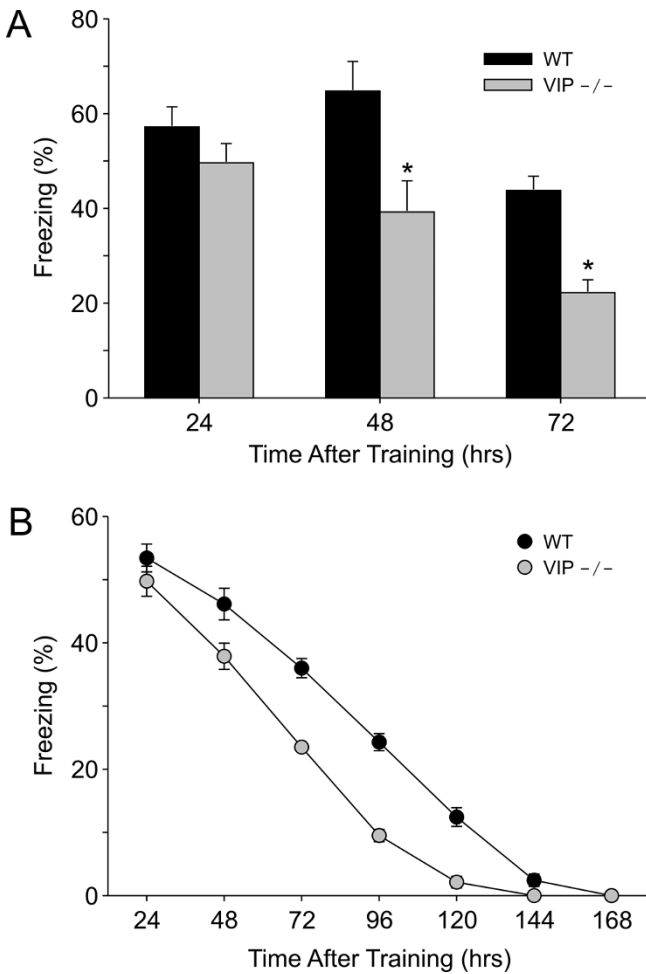 A
80
60
40
20
0
Freezing (%)
WT
VIP -/-
*
*
24 48 72
Time After Training (hrs)
B
60
40
20
0
Freezing (%)
WT
VIP -/-
24 48 72 96 120 144 168
Time After Training (hrs)